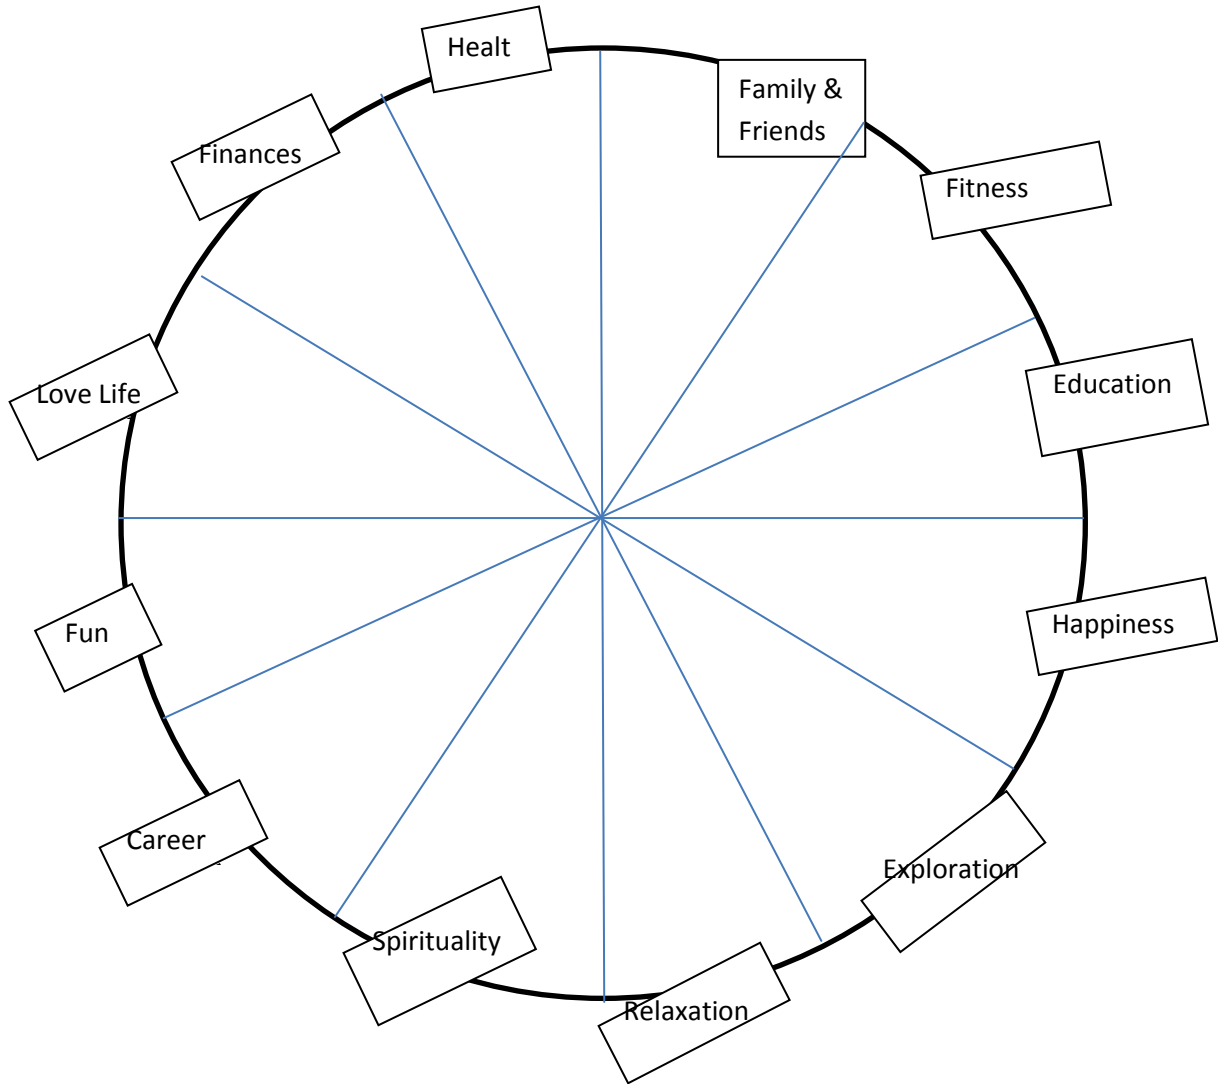 Healt
Family &
Friends
Finances
Fitness
Love Life
Education
Fun
Happiness
Career
Exploration
Spirituality
Relaxation